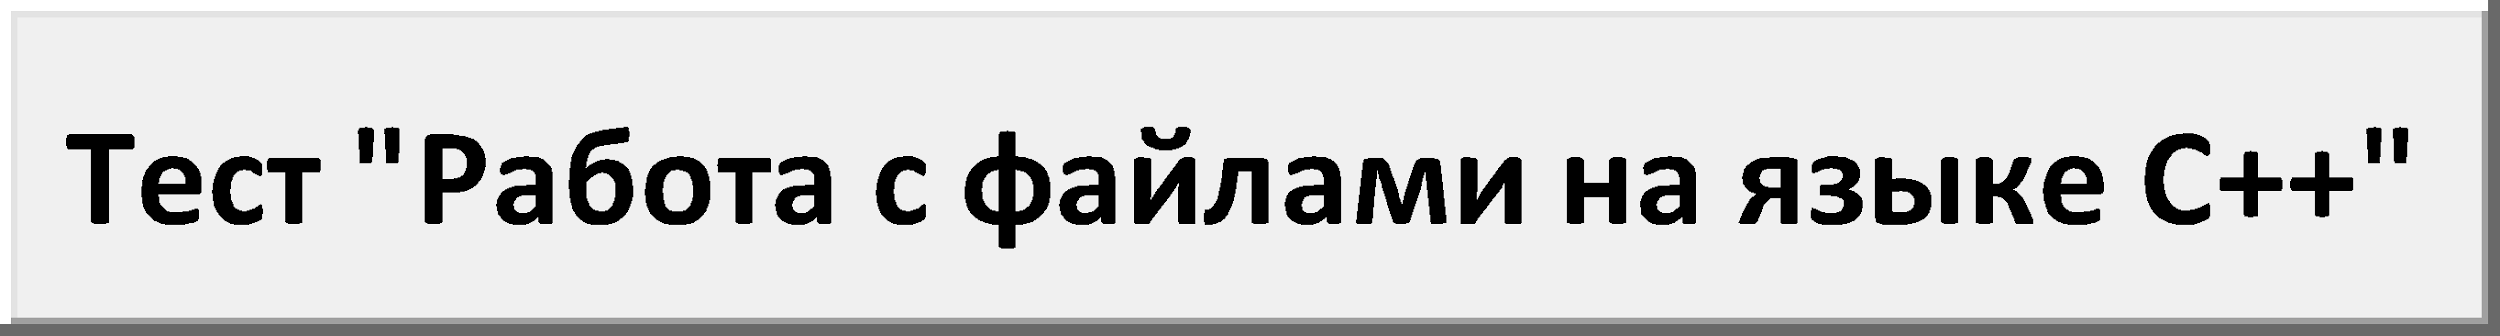 Тест "Работа с файлами на языке С++"